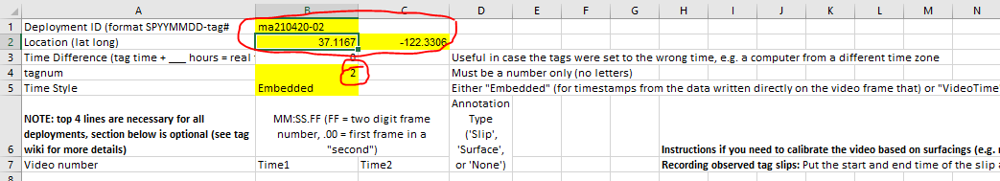 A B C D E F G H I J K L M N
1 Deployment ID (format SPYYMMDD-tag# ma210420-02
2 Location (lat long) 37.1167 -122.3306
3 Time Difference (tag time + ___ hours = real 0 Useful in case the tags were set to the wrong time, e.g. a computer from a different time zone
4 tagnum 2 Must be a number only (no letters)
5 Time Style Embedded Either "Embedded" (for timestamps from the data written directly on the video frame that) or "VideoTime
Annotation
NOTE: top 4 lines are necessary for all MM:SS.FF (FF = two digit frame Type
deployments, section below is optional (see tag number, .00 = first frame in a ('Slip',
6 wiki for more details) "second") 'Surface', Instructions if you need to calibrate the video based on surfacings (e.g.
7 Video number Time1 Time2 or 'None') Recording observed tag slips: Put the start and end time of the slip
8